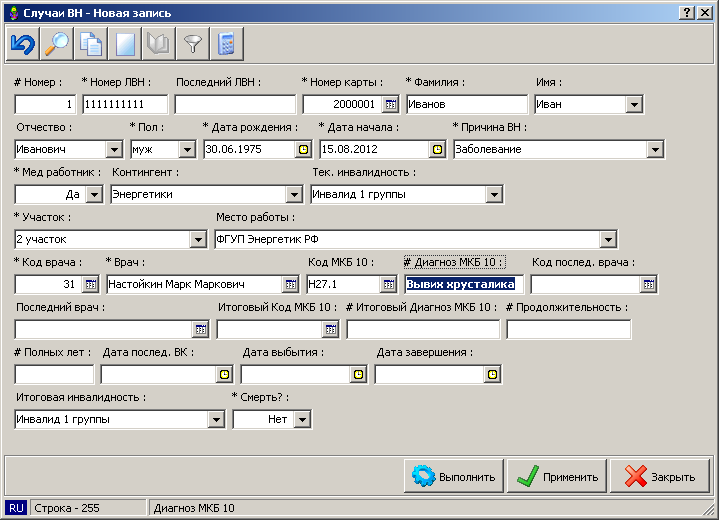 Случаи ВН - Новая запись
# Номер : * Номер ЛВН : Последний ЛВН : * Номер карты : * Фамилия : Имя :
1 1111111111 2000001 Иванов Иван
Отчество : * Пол : * Дата рождения : * Дата начала : * Причина ВН :
Иванович муж 30.06.1975 15.08.2012 Заболевание
* Мед работник : Контингент : Тек. инвалидность :
Да Энергетики Инвалид 1 группы
* Участок : Место работы :
2 участок ФГУП Энергетик РФ
* Код врача : * Врач : Код МКБ 10 : # Диагноз МКБ 10 : Код послед. врача :
31 Настойкин Марк Маркович H27.1 Вывих хрусталика
Последний врач : Итоговый Код МКБ 10 : # Итоговый Диагноз МКБ 10 : # Продолжительность :
# Полных лет : Дата послед. ВК : Дата выбытия : Дата завершения :
Итоговая инвалидность : * Смерть? :
Инвалид 1 группы Нет
Выполнить Применить Закрыть
RU Строка - 255 Диагноз МКБ 10